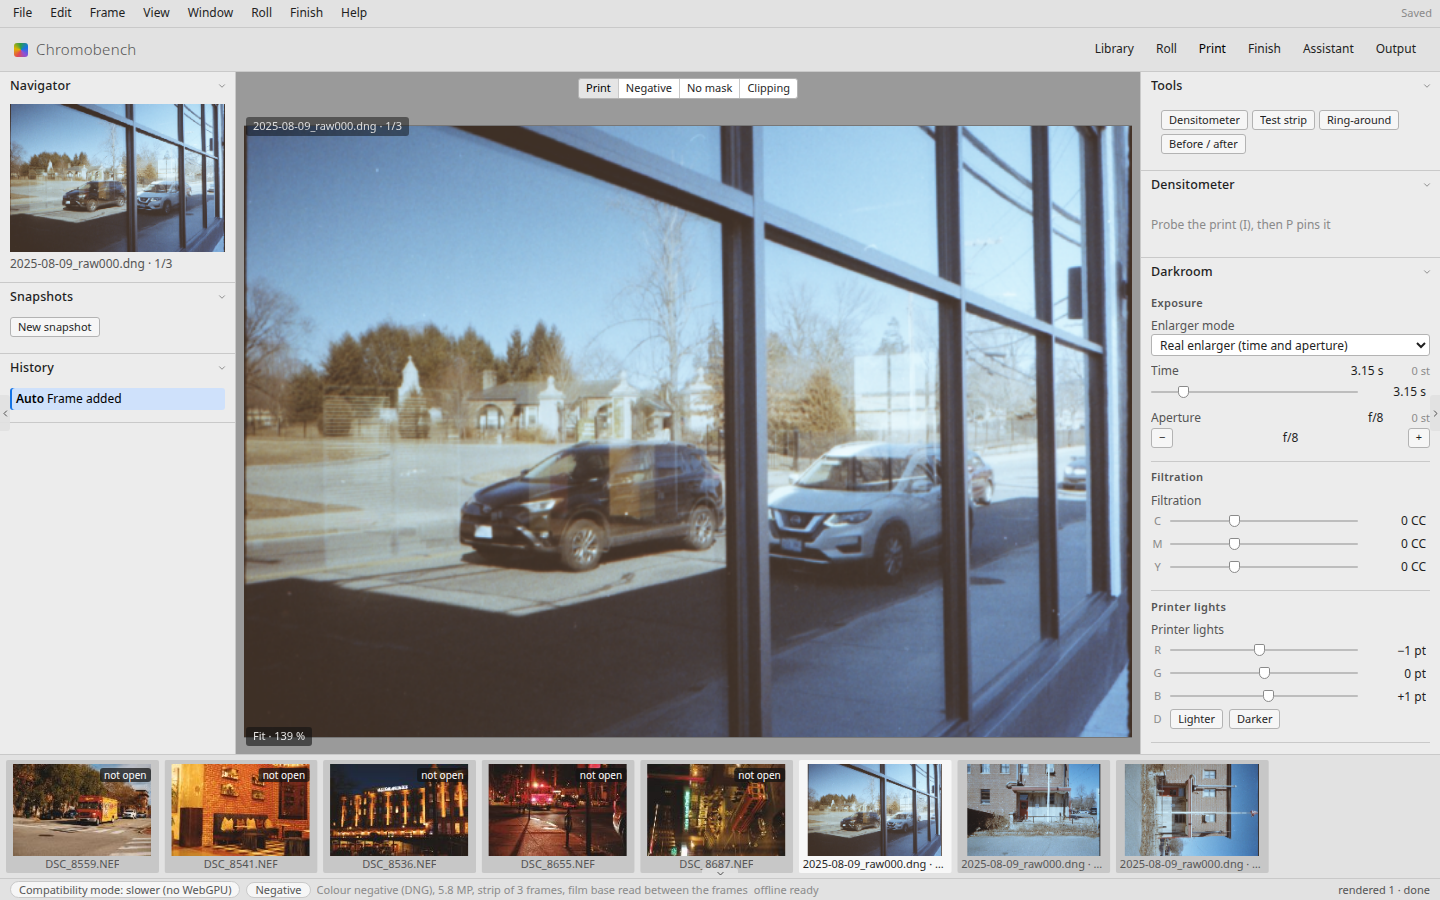 File Edit Frame View Window Roll Finish Help Saved
Chromobench Library Roll Print Finish Assistant Output
Navigator
2025-08-09_raw000.dng · 1/3
Snapshots
New snapshot
History
Auto Frame added
Print Negative No mask Clipping
2025-08-09_raw000.dng · 1/3
Fit · 139 %
Tools
Densitometer Test strip Ring-around
Before / after
Densitometer
Probe the print (I), then P pins it
Darkroom
Exposure
Enlarger mode
Real enlarger (time and aperture)
Time 3.15 s 0 st
3.15 s
Aperture f/8 0 st
− f/8 +
Filtration
Filtration
C 0 CC
M 0 CC
Y 0 CC
Printer lights
Printer lights
R −1 pt
G 0 pt
B +1 pt
D Lighter Darker
not open not open not open not open not open
DSC_8559.NEF DSC_8541.NEF DSC_8536.NEF DSC_8655.NEF DSC_8687.NEF 2025-08-09_raw000.dng · ... 2025-08-09_raw000.dng · ... 2025-08-09_raw000.dng · ...
Compatibility mode: slower (no WebGPU) Negative Colour negative (DNG), 5.8 MP, strip of 3 frames, film base read between the frames offline ready rendered 1 · done